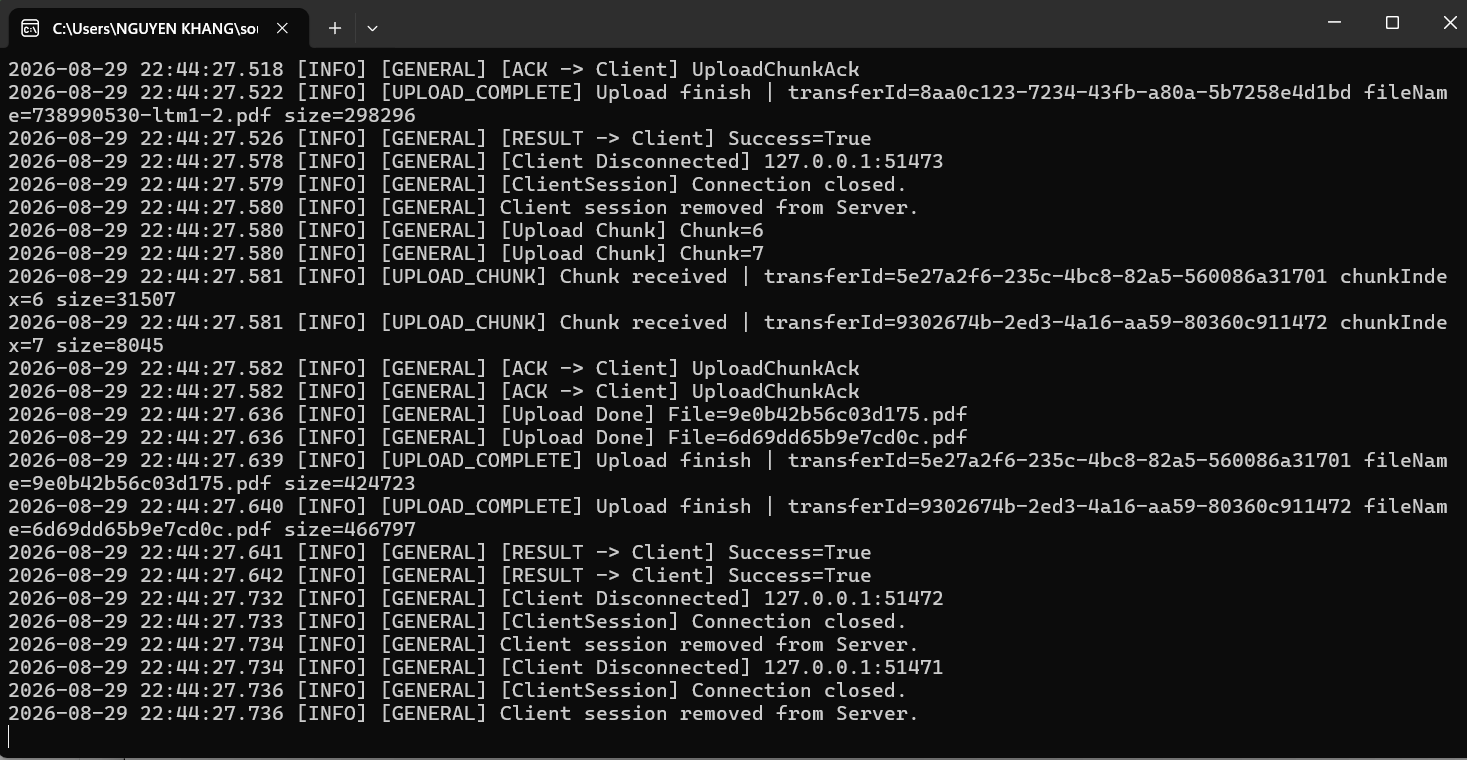 C:\Users\NGUYEN KHANG\sou
2026-08-29 22:44:27.518 [INFO] [GENERAL] [ACK -> Client] UploadChunkAck
2026-08-29 22:44:27.522 [INFO] [UPLOAD_COMPLETE] Upload finish | transferId=8aa0c123-7234-43fb-a80a-5b7258e4d1bd fileNam
e=738990530-ltm1-2.pdf size=298296
2026-08-29 22:44:27.526 [INFO] [GENERAL] [RESULT -> Client] Success=True
2026-08-29 22:44:27.578 [INFO] [GENERAL] [Client Disconnected] 127.0.0.1:51473
2026-08-29 22:44:27.579 [INFO] [GENERAL] [ClientSession] Connection closed.
2026-08-29 22:44:27.580 [INFO] [GENERAL] Client session removed from Server.
2026-08-29 22:44:27.580 [INFO] [GENERAL] [Upload Chunk] Chunk=6
2026-08-29 22:44:27.580 [INFO] [GENERAL] [Upload Chunk] Chunk=7
2026-08-29 22:44:27.581 [INFO] [UPLOAD_CHUNK] Chunk received | transferId=5e27a2f6-235c-4bc8-82a5-560086a31701 chunkInde
x=6 size=31507
2026-08-29 22:44:27.581 [INFO] [UPLOAD_CHUNK] Chunk received | transferId=9302674b-2ed3-4a16-aa59-80360c911472 chunkInde
x=7 size=8045
2026-08-29 22:44:27.582 [INFO] [GENERAL] [ACK -> Client] UploadChunkAck
2026-08-29 22:44:27.582 [INFO] [GENERAL] [ACK -> Client] UploadChunkAck
2026-08-29 22:44:27.636 [INFO] [GENERAL] [Upload Done] File=9e0b42b56c03d175.pdf
2026-08-29 22:44:27.636 [INFO] [GENERAL] [Upload Done] File=6d69dd65b9e7cd0c.pdf
2026-08-29 22:44:27.639 [INFO] [UPLOAD_COMPLETE] Upload finish | transferId=5e27a2f6-235c-4bc8-82a5-560086a31701 fileNam
e=9e0b42b56c03d175.pdf size=424723
2026-08-29 22:44:27.640 [INFO] [UPLOAD_COMPLETE] Upload finish | transferId=9302674b-2ed3-4a16-aa59-80360c911472 fileNam
e=6d69dd65b9e7cd0c.pdf size=466797
2026-08-29 22:44:27.641 [INFO] [GENERAL] [RESULT -> Client] Success=True
2026-08-29 22:44:27.642 [INFO] [GENERAL] [RESULT -> Client] Success=True
2026-08-29 22:44:27.732 [INFO] [GENERAL] [Client Disconnected] 127.0.0.1:51472
2026-08-29 22:44:27.733 [INFO] [GENERAL] [ClientSession] Connection closed.
2026-08-29 22:44:27.734 [INFO] [GENERAL] Client session removed from Server.
2026-08-29 22:44:27.734 [INFO] [GENERAL] [Client Disconnected] 127.0.0.1:51471
2026-08-29 22:44:27.736 [INFO] [GENERAL] [ClientSession] Connection closed.
2026-08-29 22:44:27.736 [INFO] [GENERAL] Client session removed from Server.